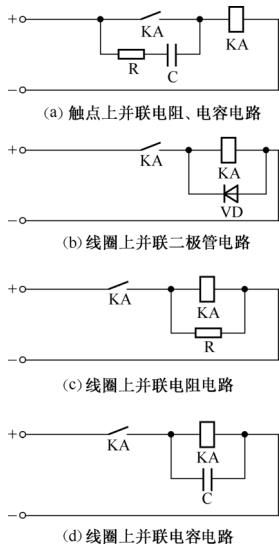 +
KA
KA
R
C
−
(a) 触点上并联电阻、电容电路
+
KA
KA
VD
−
(b) 线圈上并联二极管电路
+
KA
KA
R
−
(c) 线圈上并联电阻电路
+
KA
KA
C
−
(d) 线圈上并联电容电路